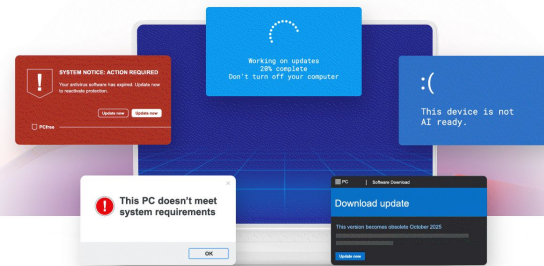 Working on updates
20% complete
Don't turn off your computer
SYSTEM NOTICE: ACTION REQUIRED
Your antivirus software has expired. Update now
to reactivate protection.
Update now
Update now
PCfree
:(
This device is not
AI ready.
This PC doesn't meet
system requirements
OK
PC
Software Download
Download update
This version becomes obsolete October 2025
Update now